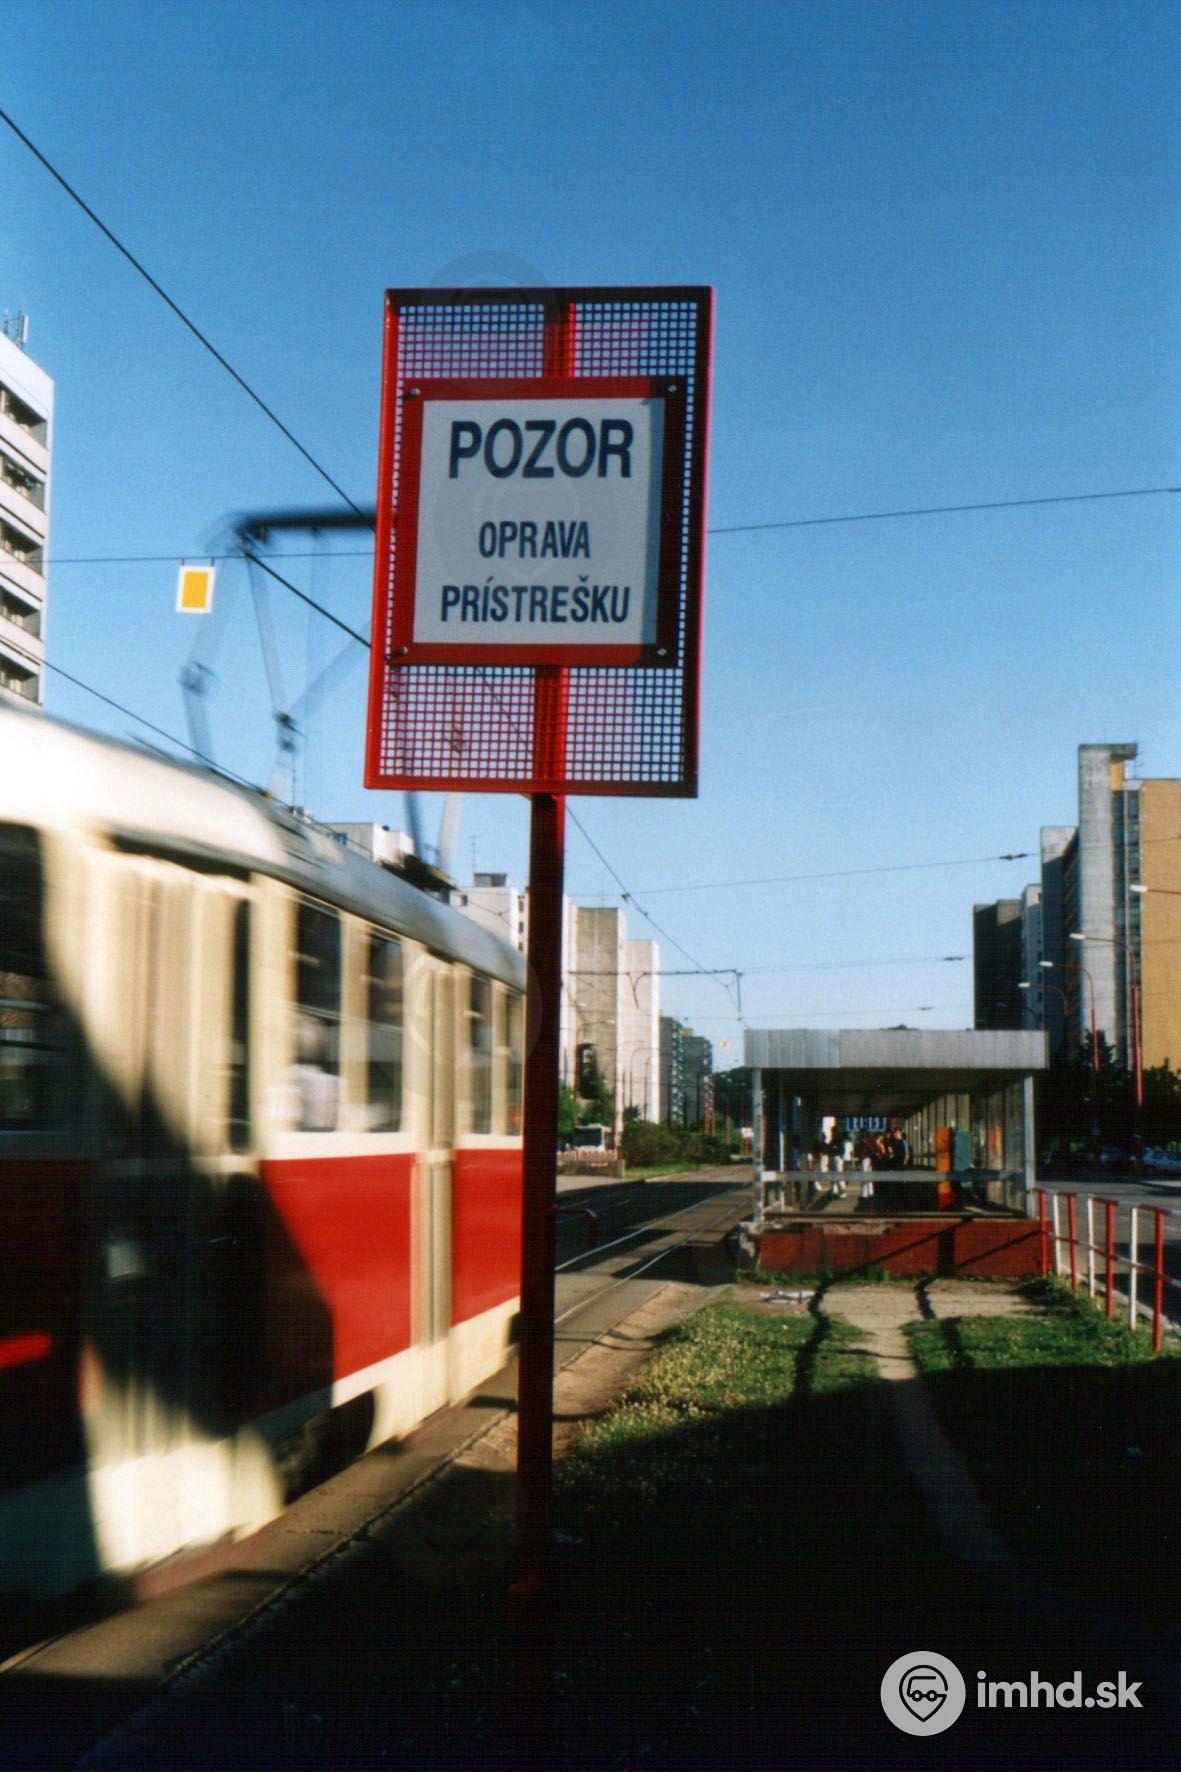 POZOR
OPRAVA
PRÍSTREŠKU
imhd.sk